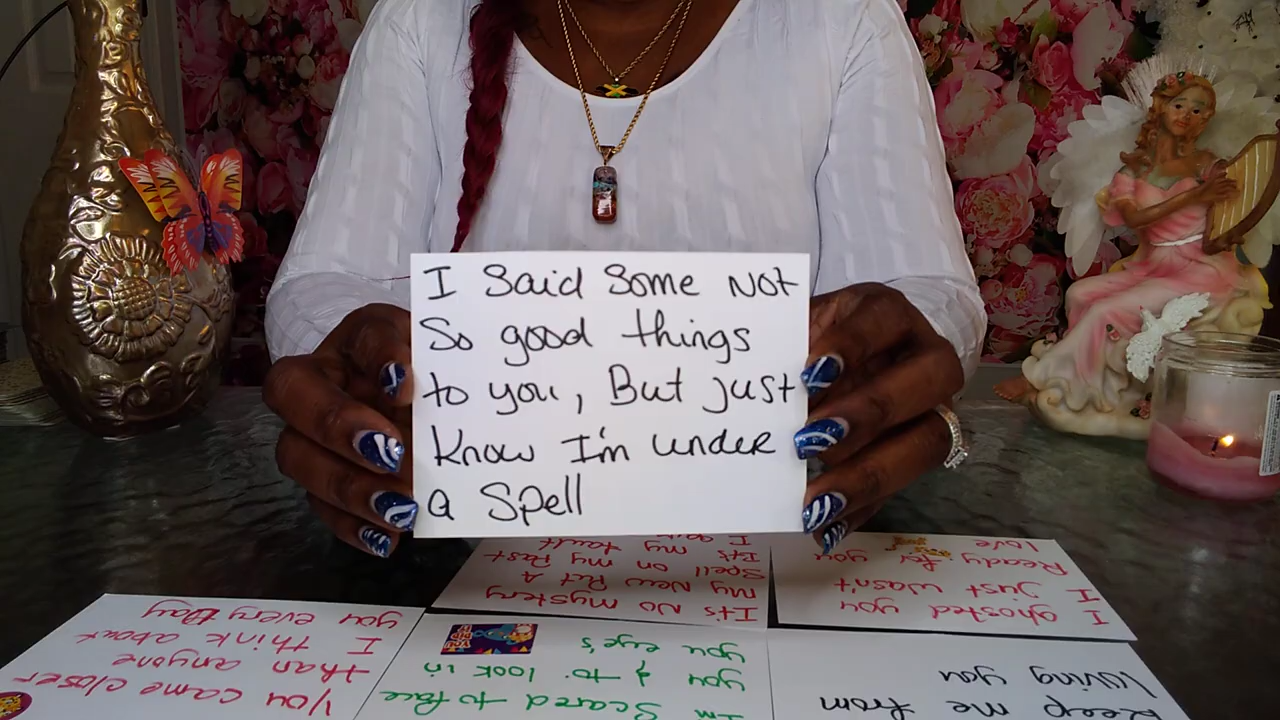 I Said Some Not
So good things
to you, But just
Know I'm under
a Spell
It's No mystery
My New Put A
Spell on my Past
It's my fault
I ghosted you
I Just wasn't
Ready for you
love
You came closer
than anyone
I think about
you every Day
I'm Scared to face
you & to look in
you eye's
Keep me from
loving you